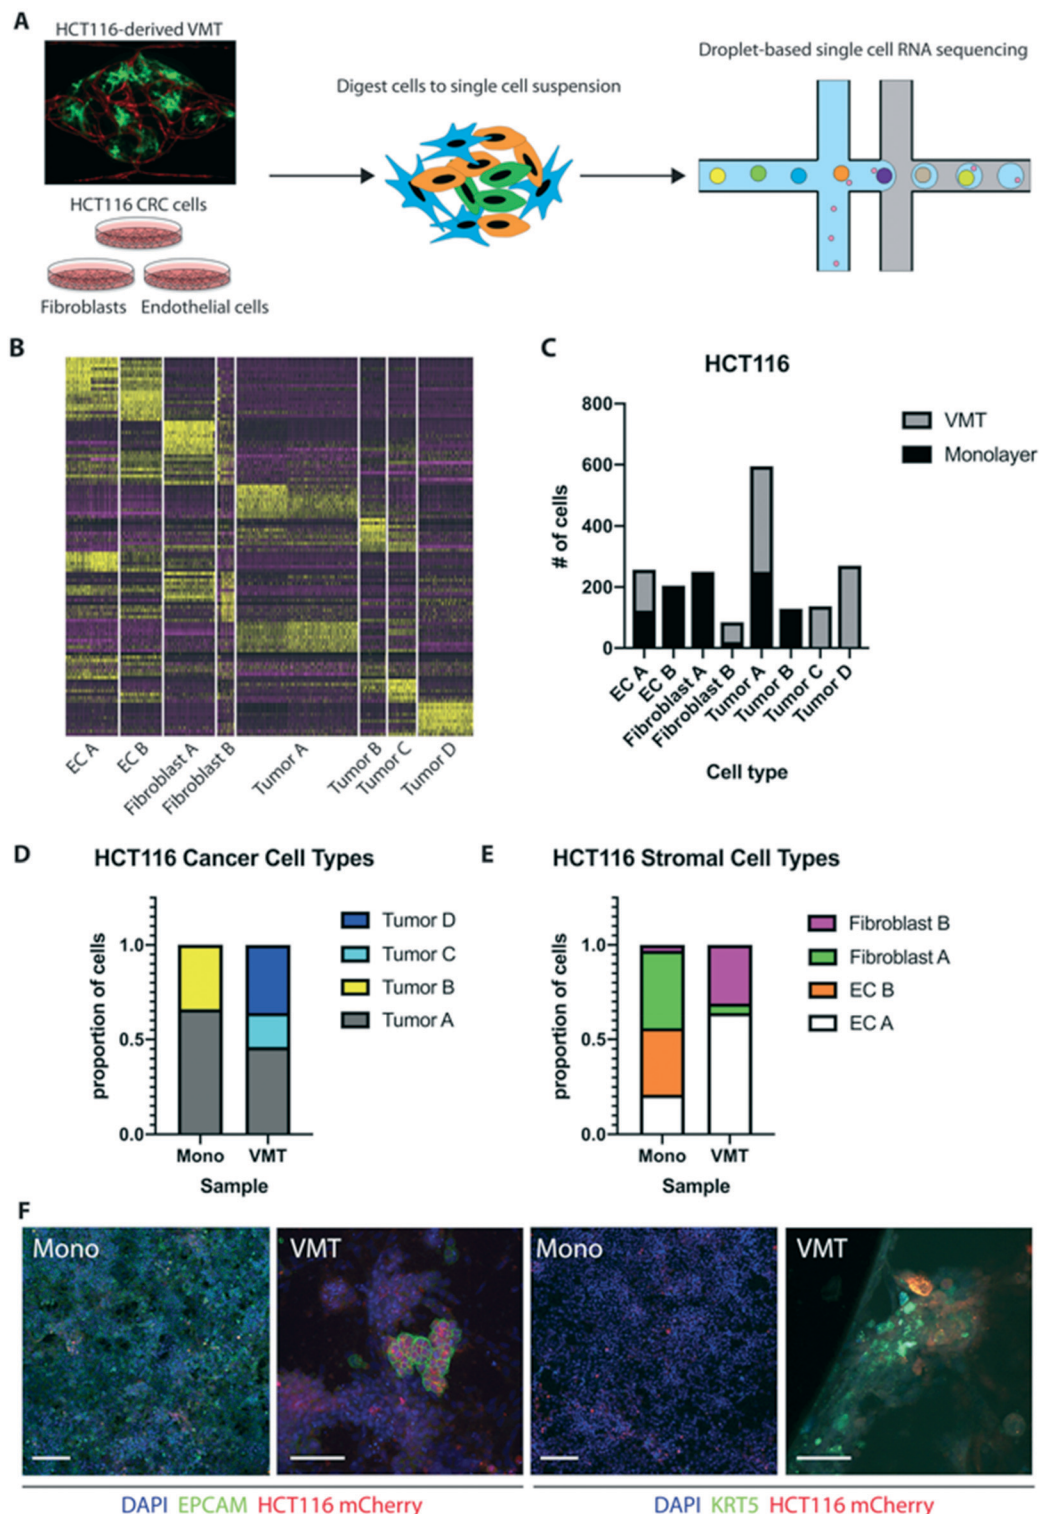 A
HCT116-derived VMT
Digest cells to single cell suspension
Droplet-based single cell RNA sequencing
HCT116 CRC cells
Fibroblasts
Endothelial cells
B
EC A
EC B
Fibroblast A
Fibroblast B
Tumor A
Tumor B
Tumor C
Tumor D
C
HCT116
# of cells
800
600
400
200
0
EC A
EC B
Fibroblast A
Fibroblast B
Tumor A
Tumor B
Tumor C
Tumor D
Cell type
VMT
Monolayer
D
HCT116 Cancer Cell Types
proportion of cells
1.0
0.5
0.0
Mono
VMT
Sample
Tumor D
Tumor C
Tumor B
Tumor A
E
HCT116 Stromal Cell Types
proportion of cells
1.0
0.5
0.0
Mono
VMT
Sample
Fibroblast B
Fibroblast A
EC B
EC A
F
Mono
VMT
Mono
VMT
DAPI EPCAM HCT116 mCherry
DAPI KRT5 HCT116 mCherry